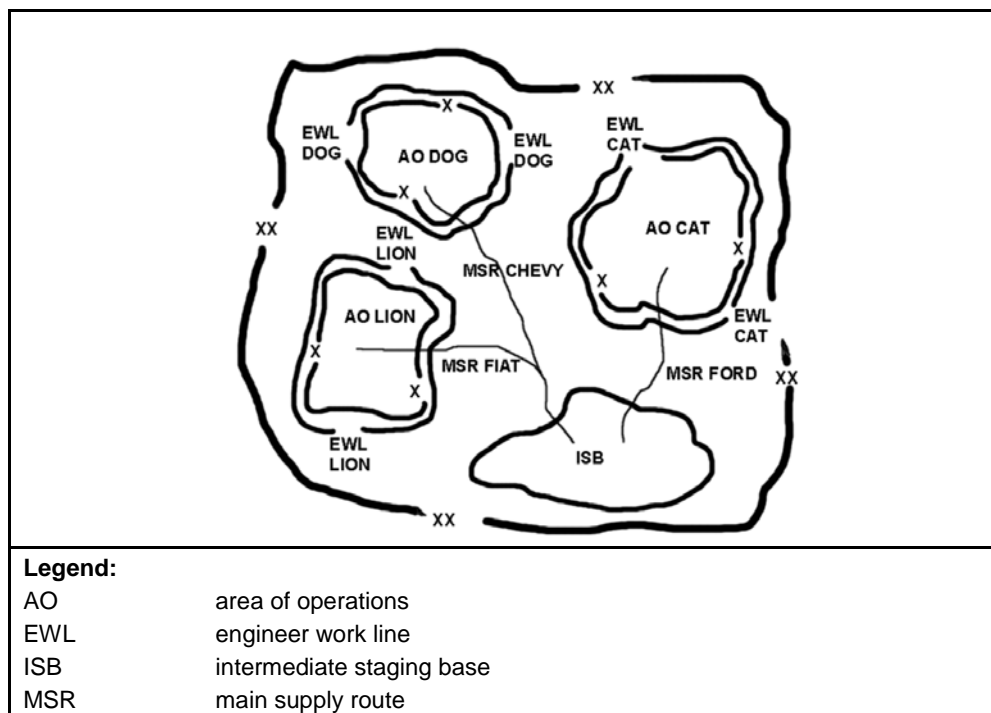 XX
X
EWL
DOG
AO DOG
EWL
DOG
X
EWL
CAT
AO CAT
X
X
XX
EWL
LION
MSR CHEVY
AO LION
X
MSR FIAT
X
EWL
CAT
MSR FORD
XX
EWL
LION
ISB
XX
Legend:
AO area of operations
EWL engineer work line
ISB intermediate staging base
MSR main supply route